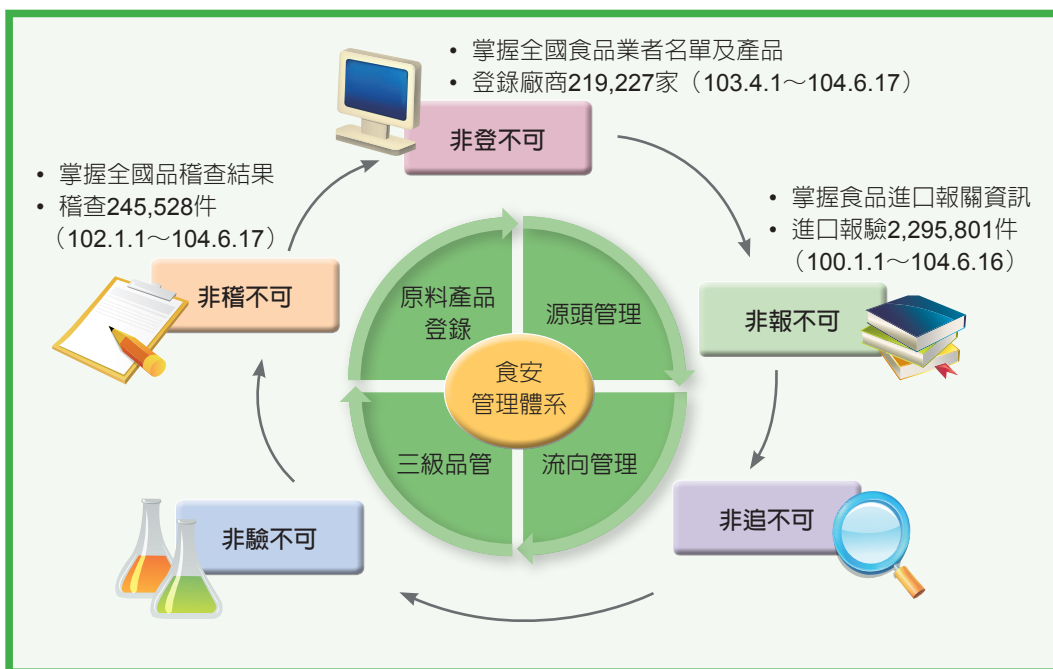 • 掌握全國食品業者名單及產品
• 登錄廠商219,227家（103.4.1～104.6.17）
非登不可
• 掌握全國品稽查結果
• 稽查245,528件
（102.1.1～104.6.17）
非稽不可
• 掌握食品進口報關資訊
• 進口報驗2,295,801件
（100.1.1～104.6.16）
非報不可
原料產品
登錄
源頭管理
食安
管理體系
三級品管
流向管理
非追不可
非驗不可